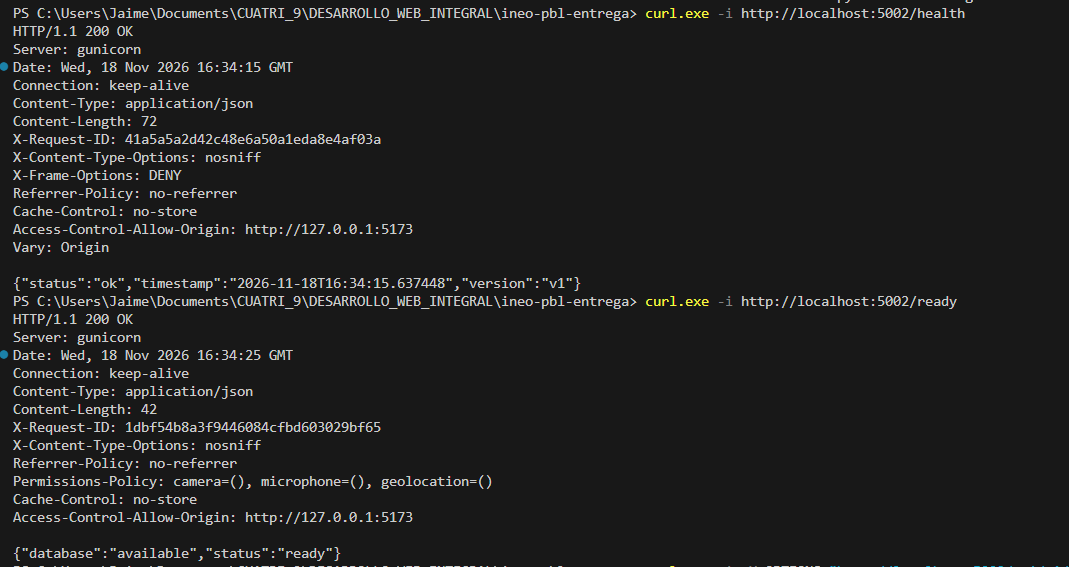 PS C:\Users\Jaime\Documents\CUATRI_9\DESARROLLO_WEB_INTEGRAL\ineo-pbl-entrega> curl.exe -i http://localhost:5002/health
HTTP/1.1 200 OK
Server: gunicorn
Date: Wed, 18 Nov 2026 16:34:15 GMT
Connection: keep-alive
Content-Type: application/json
Content-Length: 72
X-Request-ID: 41a5a5a2d42c48e6a50a1eda8e4af03a
X-Content-Type-Options: nosniff
X-Frame-Options: DENY
Referrer-Policy: no-referrer
Cache-Control: no-store
Access-Control-Allow-Origin: http://127.0.0.1:5173
Vary: Origin
{"status":"ok","timestamp":"2026-11-18T16:34:15.637448","version":"v1"}
PS C:\Users\Jaime\Documents\CUATRI_9\DESARROLLO_WEB_INTEGRAL\ineo-pbl-entrega> curl.exe -i http://localhost:5002/ready
HTTP/1.1 200 OK
Server: gunicorn
Date: Wed, 18 Nov 2026 16:34:25 GMT
Connection: keep-alive
Content-Type: application/json
Content-Length: 42
X-Request-ID: 1dbf54b8a3f9446084cfbd603029bf65
X-Content-Type-Options: nosniff
Referrer-Policy: no-referrer
Permissions-Policy: camera=(), microphone=(), geolocation=()
Cache-Control: no-store
Access-Control-Allow-Origin: http://127.0.0.1:5173
{"database":"available","status":"ready"}